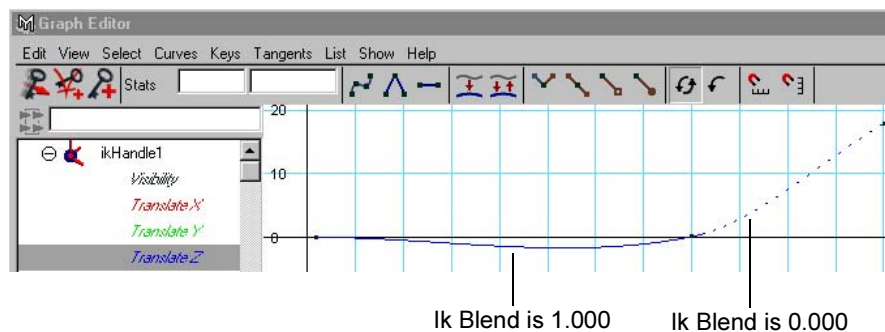 Graph Editor
Edit View Select Curves Keys Tangents List Show Help
Stats
20
ikHandle1
10
Visibility
Translate X
Translate Y
0
Translate Z
Ik Blend is 1.000
Ik Blend is 0.000